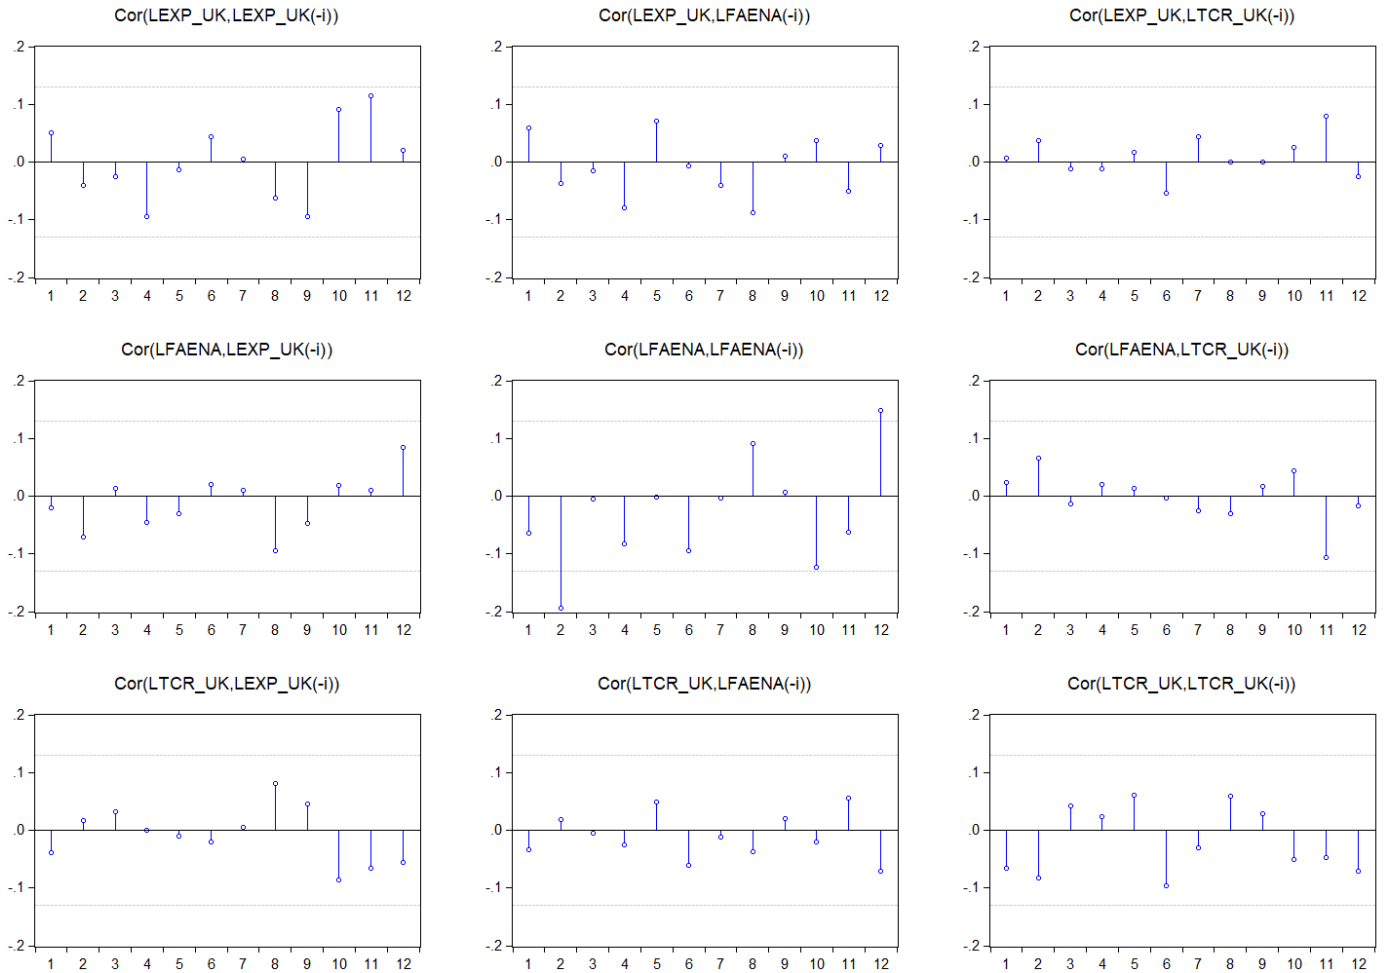 Cor(LEXP_UK,LEXP_UK(-i))
.2
.1
.0
-.1
-.2
1 2 3 4 5 6 7 8 9 10 11 12
Cor(LEXP_UK,LFAENA(-i))
.2
.1
.0
-.1
-.2
1 2 3 4 5 6 7 8 9 10 11 12
Cor(LEXP_UK,LTCR_UK(-i))
.2
.1
.0
-.1
-.2
1 2 3 4 5 6 7 8 9 10 11 12
Cor(LFAENA,LEXP_UK(-i))
.2
.1
.0
-.1
-.2
1 2 3 4 5 6 7 8 9 10 11 12
Cor(LFAENA,LFAENA(-i))
.2
.1
.0
-.1
-.2
1 2 3 4 5 6 7 8 9 10 11 12
Cor(LFAENA,LTCR_UK(-i))
.2
.1
.0
-.1
-.2
1 2 3 4 5 6 7 8 9 10 11 12
Cor(LTCR_UK,LEXP_UK(-i))
.2
.1
.0
-.1
-.2
1 2 3 4 5 6 7 8 9 10 11 12
Cor(LTCR_UK,LFAENA(-i))
.2
.1
.0
-.1
-.2
1 2 3 4 5 6 7 8 9 10 11 12
Cor(LTCR_UK,LTCR_UK(-i))
.2
.1
.0
-.1
-.2
1 2 3 4 5 6 7 8 9 10 11 12